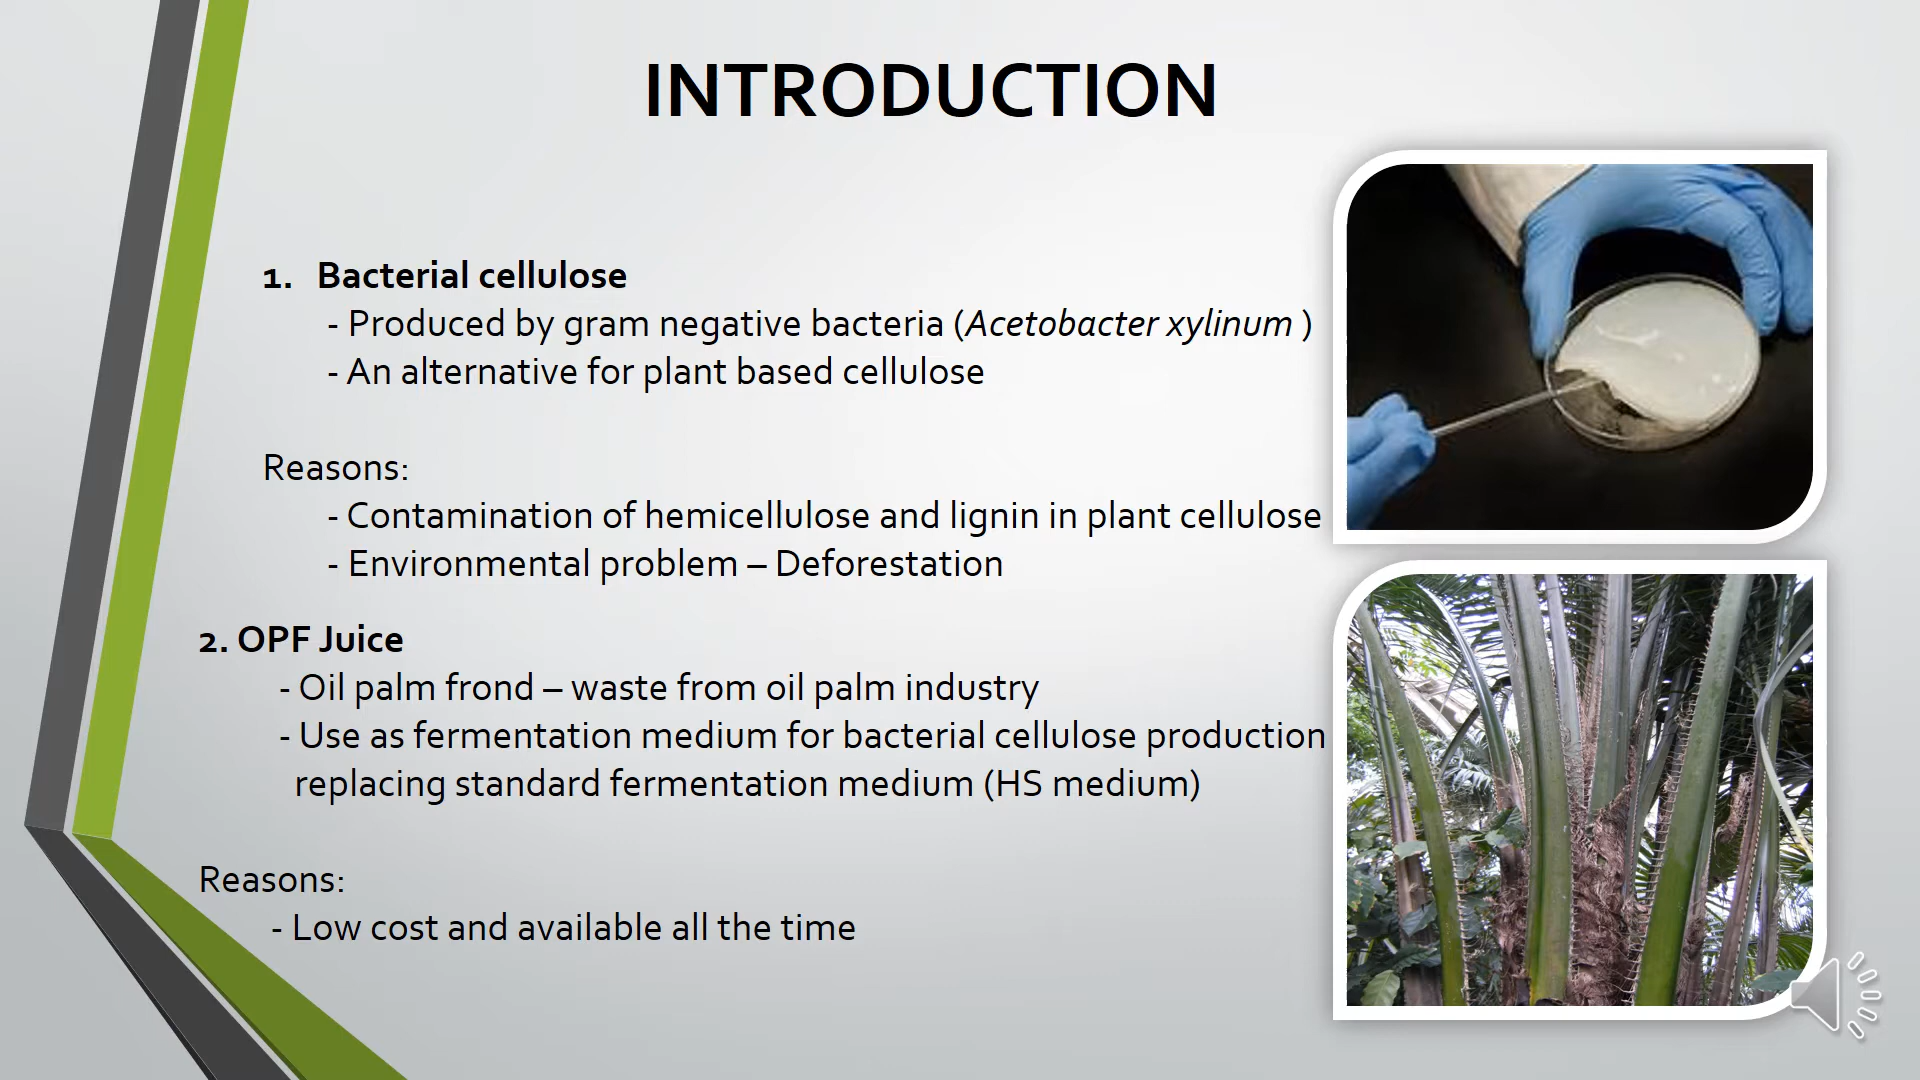 INTRODUCTION
1. Bacterial cellulose
- Produced by gram negative bacteria (Acetobacter xylinum )
- An alternative for plant based cellulose
Reasons:
- Contamination of hemicellulose and lignin in plant cellulose
- Environmental problem – Deforestation
2. OPF Juice
- Oil palm frond – waste from oil palm industry
- Use as fermentation medium for bacterial cellulose production
replacing standard fermentation medium (HS medium)
Reasons:
- Low cost and available all the time